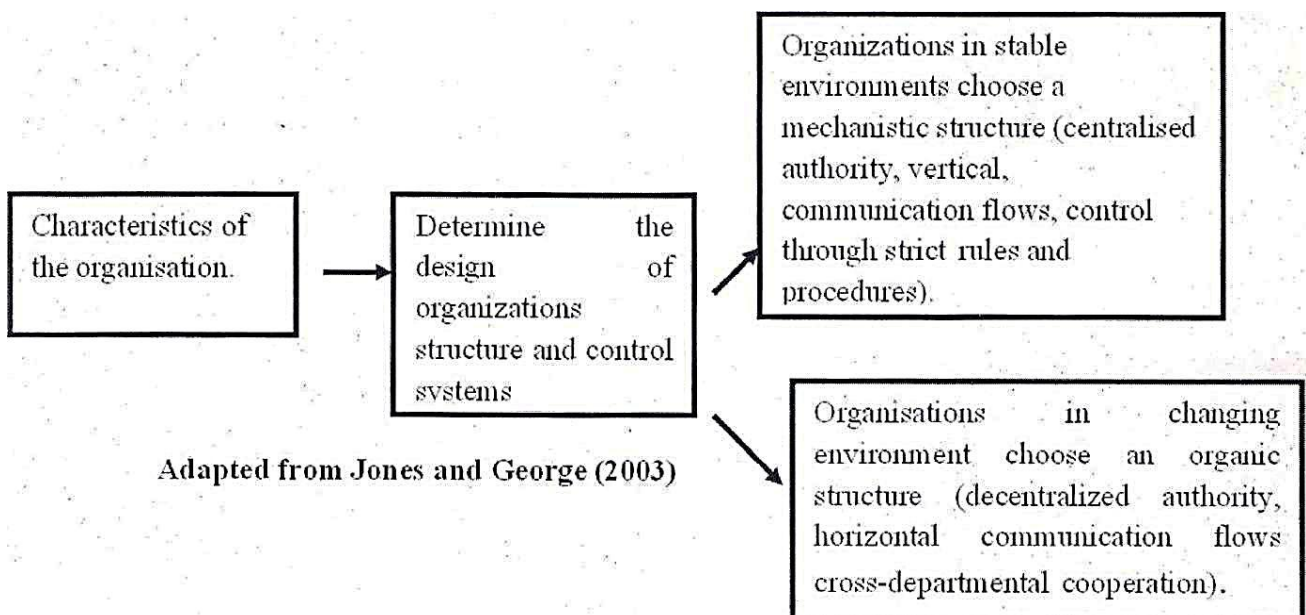 Characteristics of
the organisation.
Determine the
design of
organizations
structure and control
systems
Organizations in stable
environments choose a
mechanistic structure (centralised
authority, vertical,
communication flows, control
through strict rules and
procedures).
Organisations in changing
environment choose an organic
structure (decentralized authority,
horizontal communication flows
cross-departmental cooperation).
Adapted from Jones and George (2003)